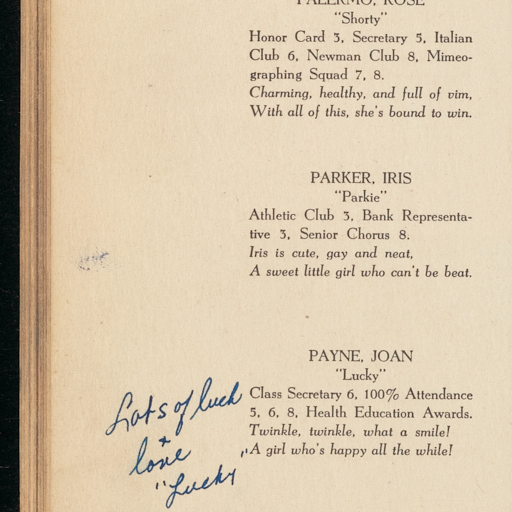 PALERMO, ROSE
"Shorty"
Honor Card 3, Secretary 5, Italian
Club 6, Newman Club 8, Mimeo-
graphing Squad 7, 8.
Charming, healthy, and full of vim,
With all of this, she's bound to win.
PARKER, IRIS
"Parkie"
Athletic Club 3, Bank Representa-
tive 3, Senior Chorus 8.
Iris is cute, gay and neat,
A sweet little girl who can't be beat.
PAYNE, JOAN
"Lucky"
Class Secretary 6, 100% Attendance
5, 6, 8, Health Education Awards.
Twinkle, twinkle, what a smile!
A girl who's happy all the while!
Lots of luck
+
love
"Lucky"